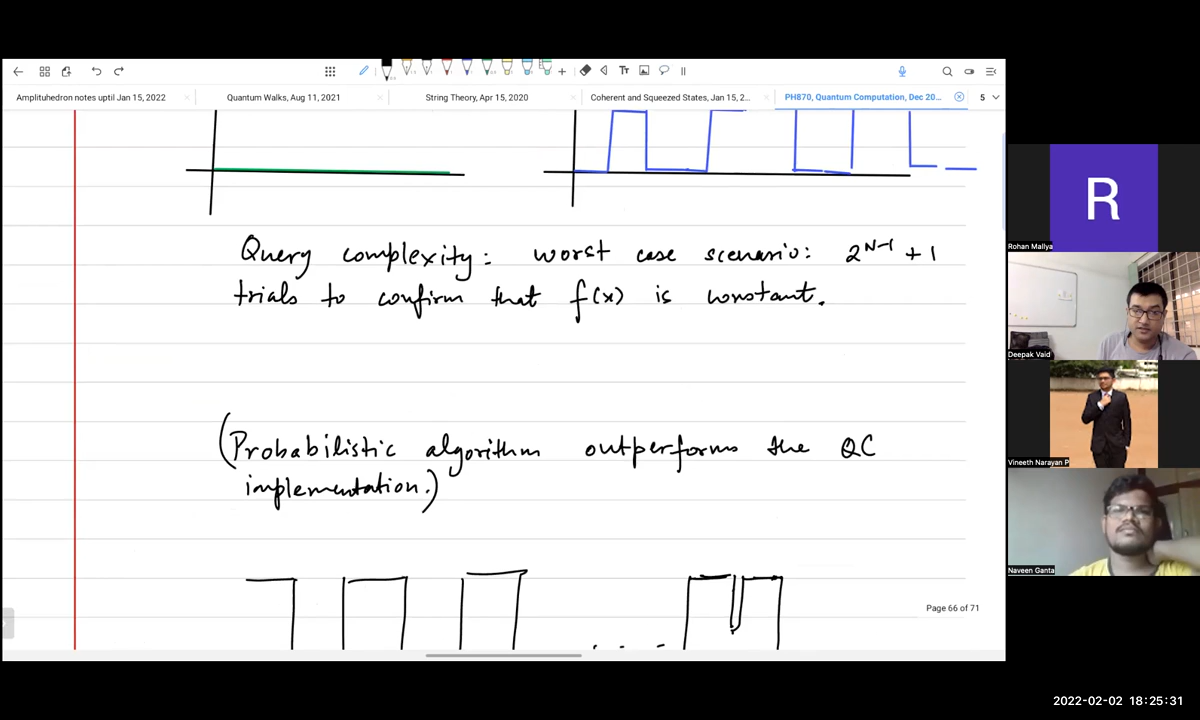 Amplituhedron notes uptil Jan 15, 2022
Quantum Walks, Aug 11, 2021
String Theory, Apr 15, 2020
Coherent and Squeezed States, Jan 15, 2...
PH870, Quantum Computation, Dec 20...
5
Query complexity: worst case scenario: 2^N-1 + 1
trials to confirm that f(x) is constant.
(Probabilistic algorithm outperforms the QC
implementation.)
Page 66 of 71
R
Rohan Mallya
Deepak Vaid
Vineeth Narayan P
Naveen Ganta
2022-02-02 18:25:31